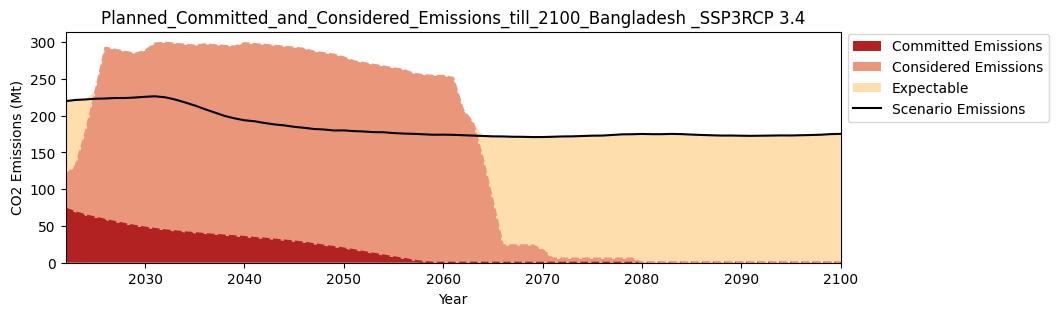 Planned_Committed_and_Considered_Emissions_till_2100_Bangladesh _SSP3RCP 3.4
300
250
200
150
100
50
0
CO2 Emissions (Mt)
2030 2040 2050 2060 2070 2080 2090 2100
Year
Committed Emissions
Considered Emissions
Expectable
Scenario Emissions